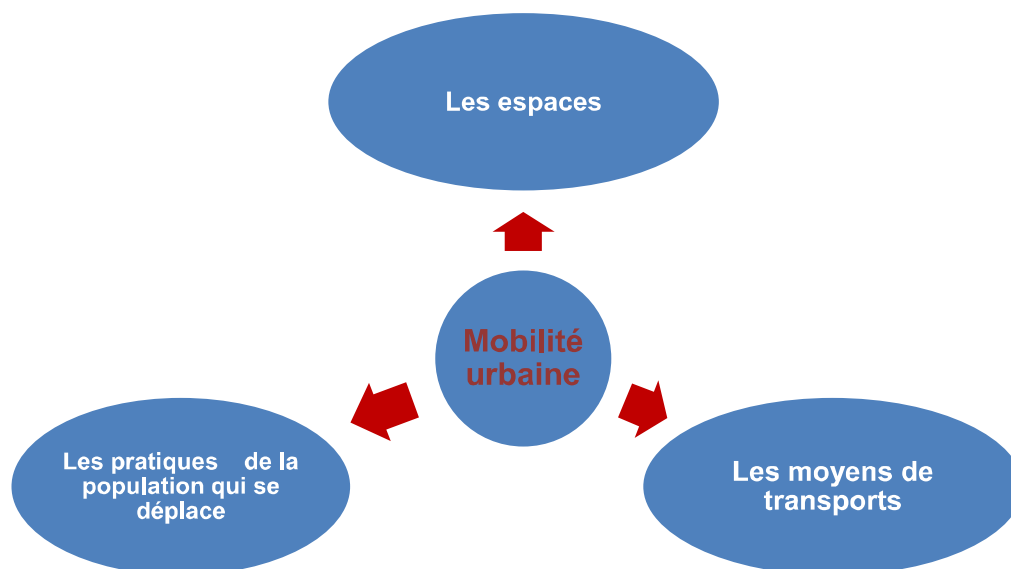 Les espaces
Mobilité
urbaine
Les pratiques de la
population qui se
déplace
Les moyens de
transports